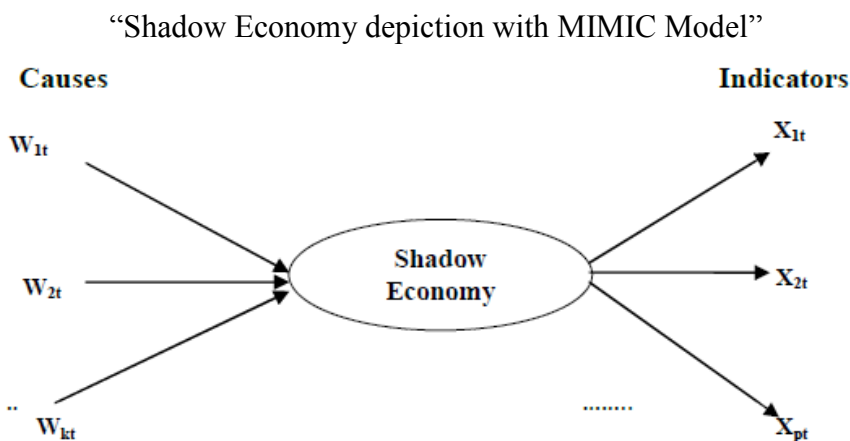 “Shadow Economy depiction with MIMIC Model”
Causes
Indicators
W1t
X1t
W2t
Shadow
Economy
X2t
..
Wkt
........
Xpt